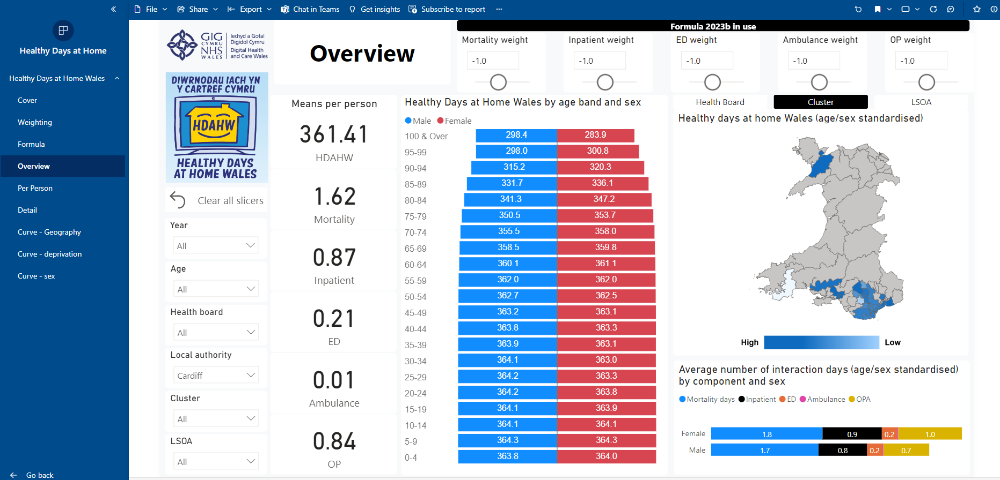 File
Share
Export
Chat in Teams
Get insights
Subscribe to report
Healthy Days at Home
Healthy Days at Home Wales
Cover
Weighting
Formula
Overview
Per Person
Detail
Curve - Geography
Curve - deprivation
Curve - sex
Go back
GIG
CYMRU
NHS
WALES
Iechyd a Gofal
Digidol Cymru
Digital Health
and Care Wales
DIWRNODAU IACH YN
Y CARTREF CYMRU
HDAHW
HEALTHY DAYS
AT HOME WALES
Clear all slicers
Year
All
Age
All
Health board
All
Local authority
Cardiff
Cluster
All
LSOA
All
Overview
Formula 2023b in use
Mortality weight
-1.0
Inpatient weight
-1.0
ED weight
-1.0
Ambulance weight
-1.0
OP weight
-1.0
Means per person
361.41
HDAHW
1.62
Mortality
0.87
Inpatient
0.21
ED
0.01
Ambulance
0.84
OP
Healthy Days at Home Wales by age band and sex
Male Female
100 & Over 298.4 283.9
95-99 298.0 300.8
90-94 315.2 320.3
85-89 331.7 336.1
80-84 341.3 347.2
75-79 350.5 353.7
70-74 355.5 358.0
65-69 358.5 359.8
60-64 360.1 361.1
55-59 362.0 362.0
50-54 362.7 362.5
45-49 363.2 363.1
40-44 363.8 363.3
35-39 363.9 363.1
30-34 364.1 363.0
25-29 364.2 363.3
20-24 364.2 363.8
15-19 364.1 363.9
10-14 364.1 364.1
5-9 364.3 364.3
0-4 363.8 364.0
Health Board Cluster LSOA
Healthy days at home Wales (age/sex standardised)
High Low
Average number of interaction days (age/sex standardised)
by component and sex
Mortality days Inpatient ED Ambulance OPA
Female 1.8 0.9 0.2 1.0
Male 1.7 0.8 0.2 0.7